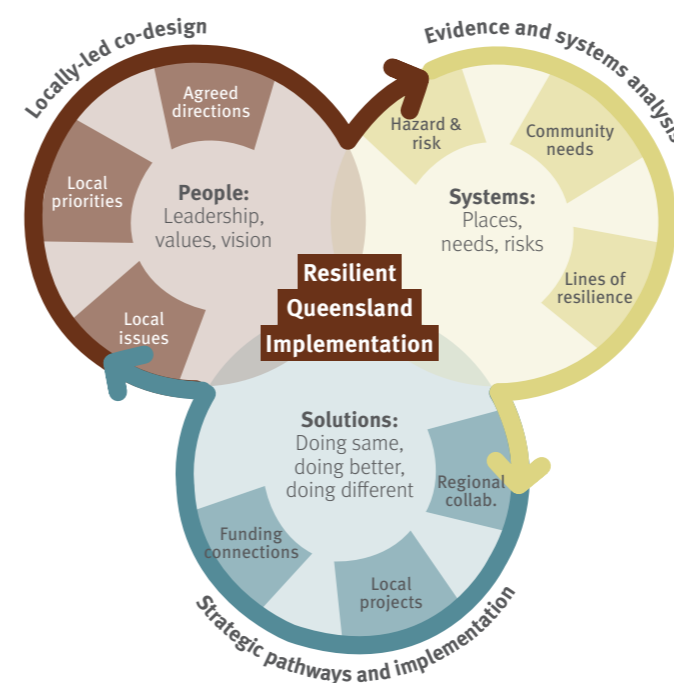 Locally-led co-design
Agreed
directions
Local
priorities
Local
issues
People:
Leadership,
values, vision
Evidence and systems analysis
Hazard &
risk
Community
needs
Lines of
resilience
Systems:
Places,
needs, risks
Resilient
Queensland
Implementation
Solutions:
Doing same,
doing better,
doing different
Regional
collab.
Local
projects
Funding
connections
Strategic pathways and implementation